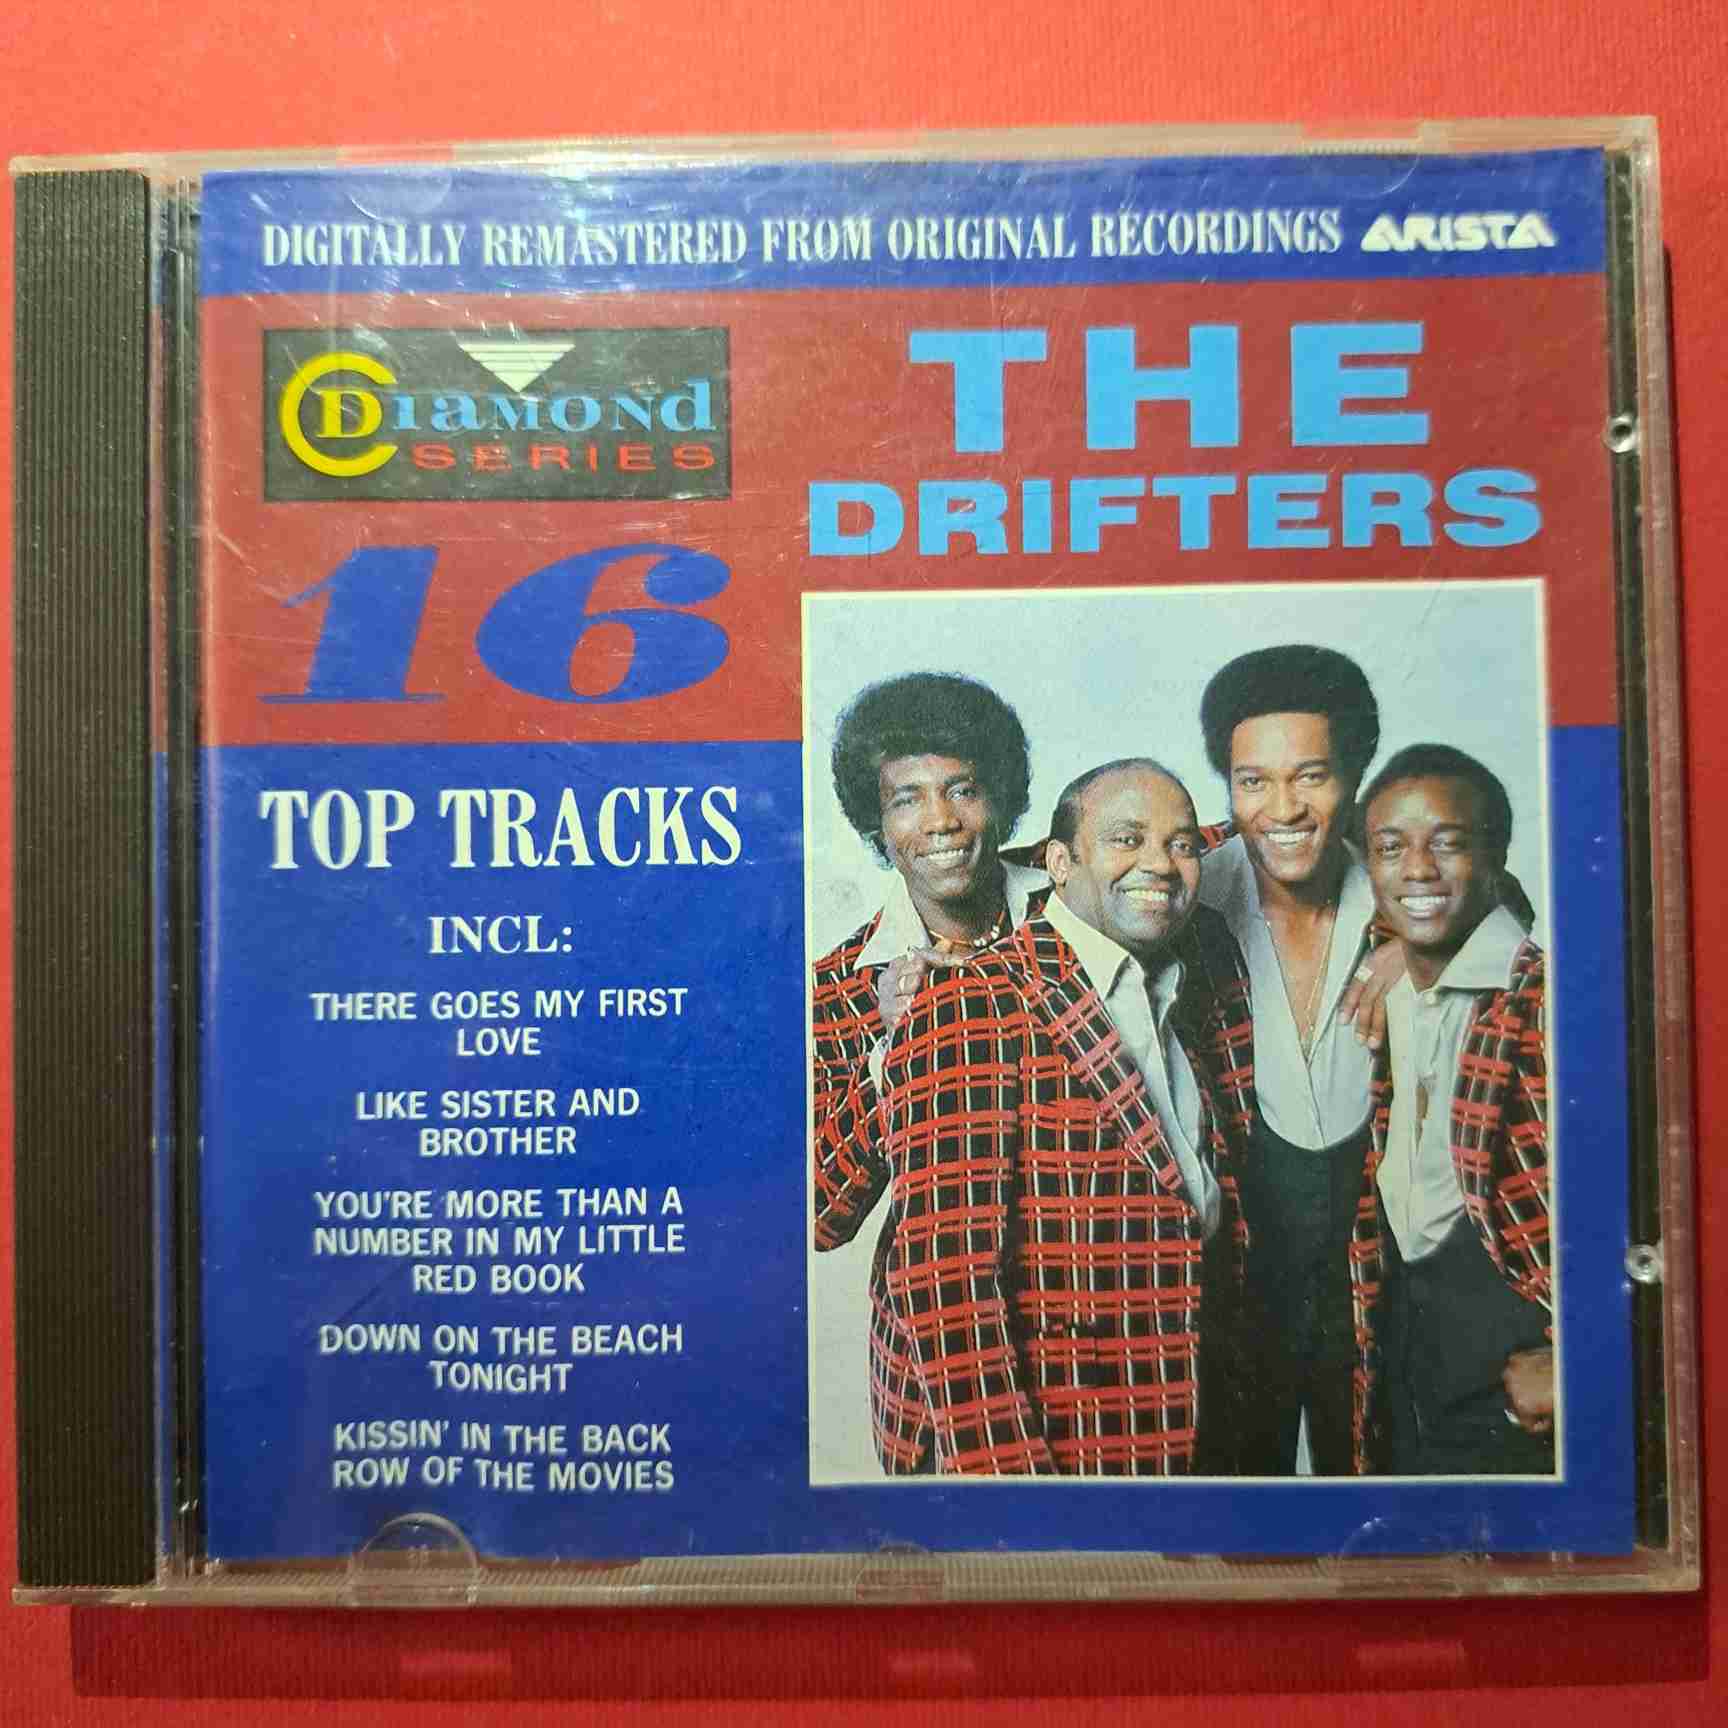 DIGITALLY REMASTERED FROM ORIGINAL RECORDINGS ARISTA
CDIAMOND
SERIES
THE
DRIFTERS
16
TOP TRACKS
INCL:
THERE GOES MY FIRST
LOVE
LIKE SISTER AND
BROTHER
YOU'RE MORE THAN A
NUMBER IN MY LITTLE
RED BOOK
DOWN ON THE BEACH
TONIGHT
KISSIN' IN THE BACK
ROW OF THE MOVIES